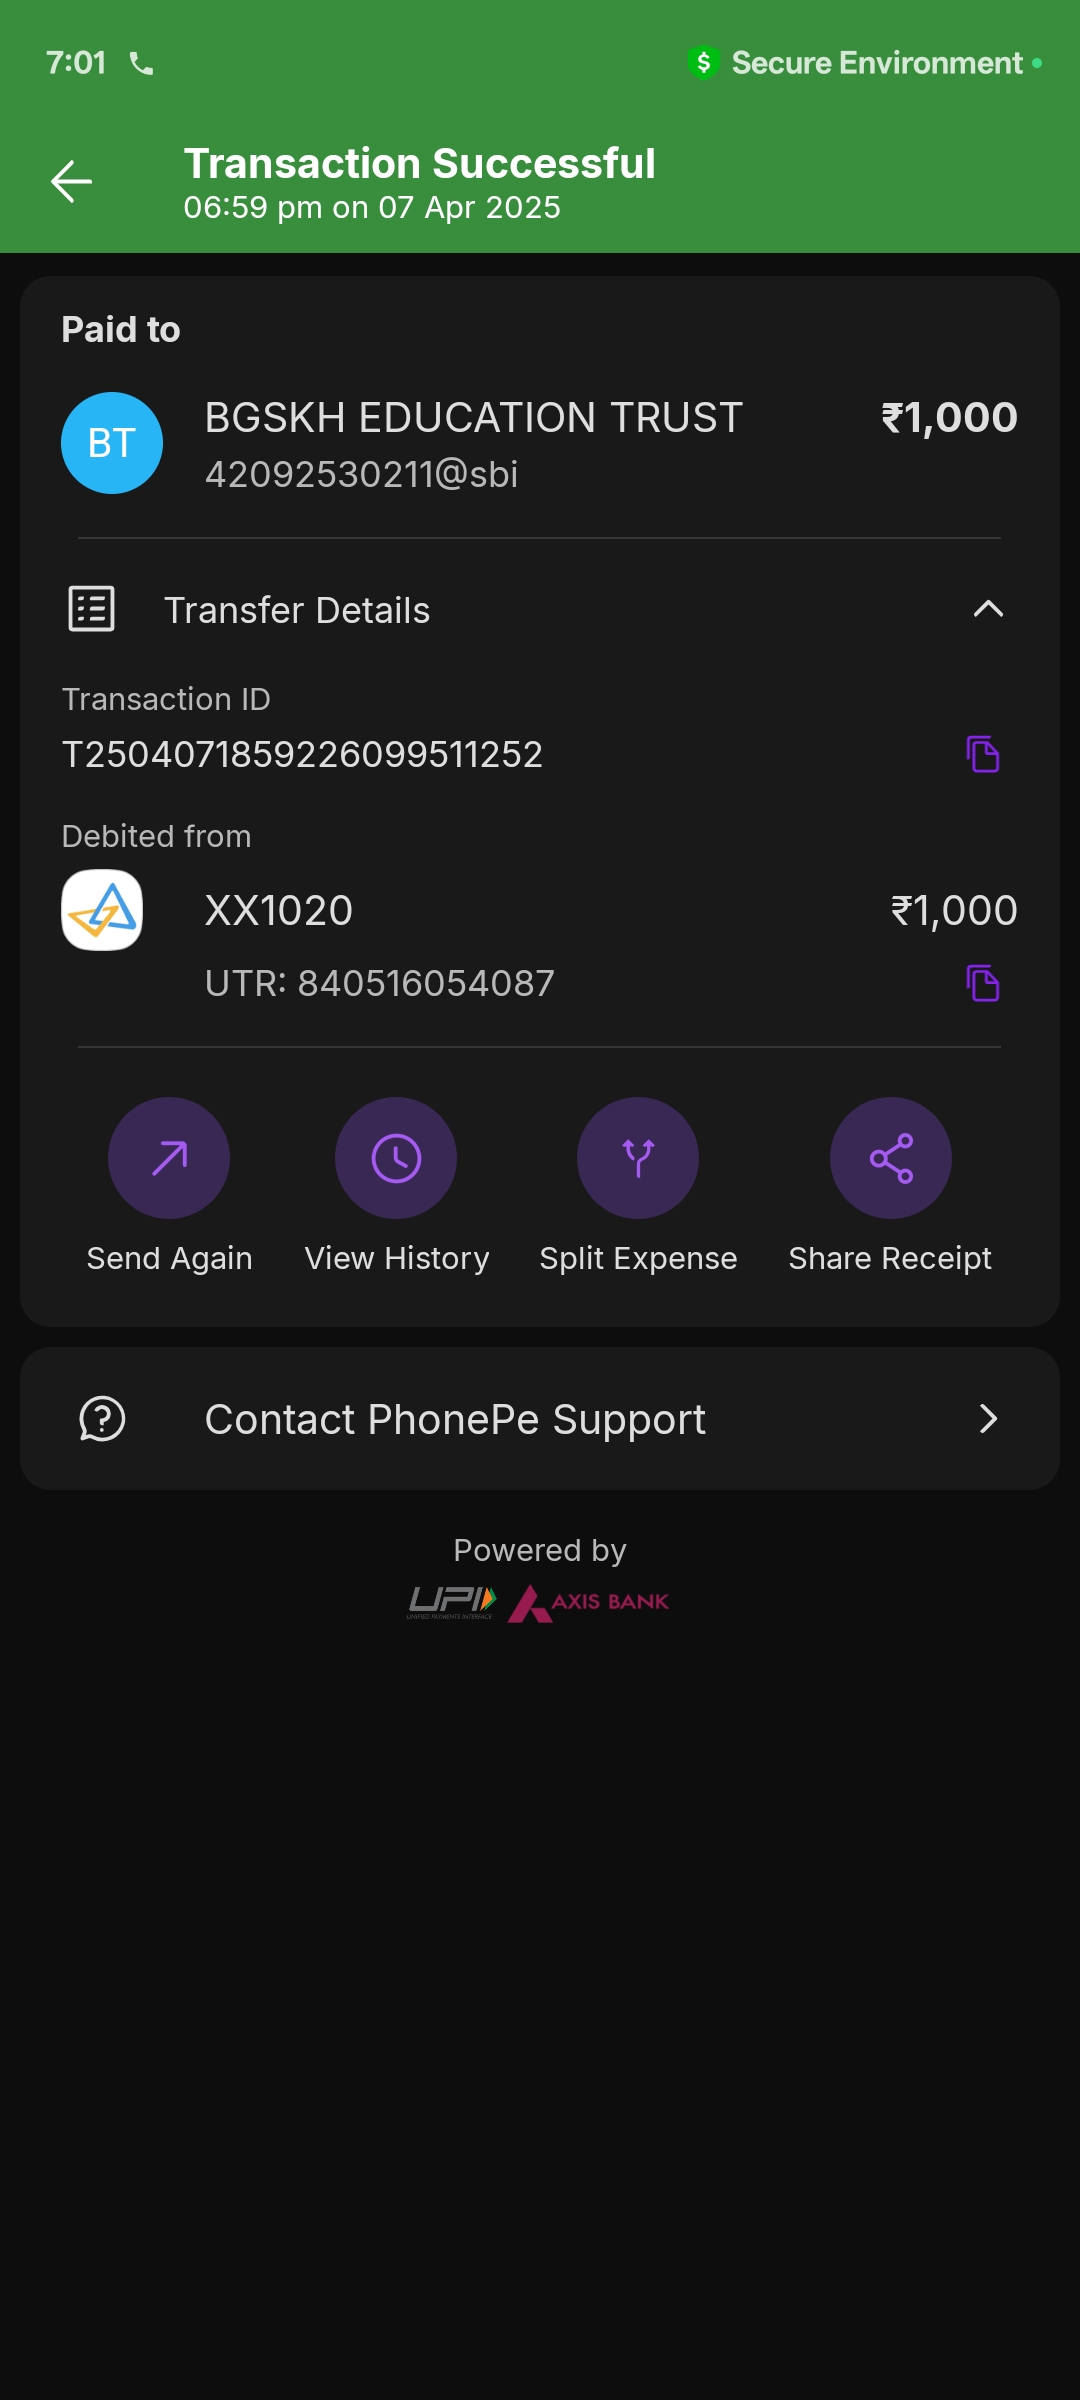 7:01
Secure Environment
Transaction Successful
06:59 pm on 07 Apr 2025
Paid to
BT
BGSKH EDUCATION TRUST
₹1,000
42092530211@sbi
Transfer Details
Transaction ID
T2504071859226099511252
Debited from
XX1020
₹1,000
UTR: 840516054087
Send Again
View History
Split Expense
Share Receipt
Contact PhonePe Support
Powered by
UPI
UNIFIED PAYMENTS INTERFACE
AXIS BANK